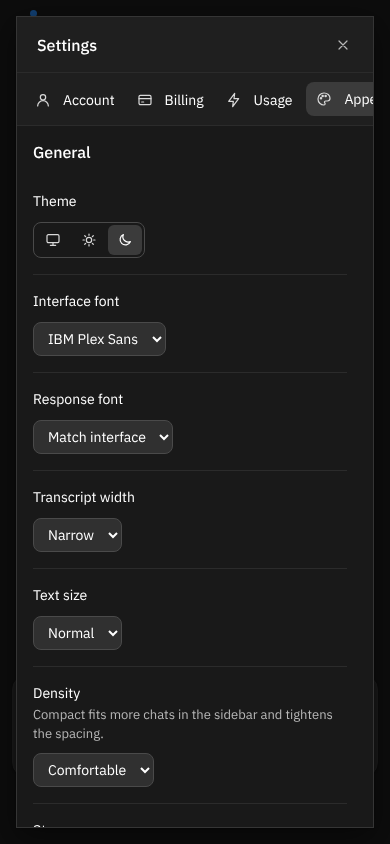 Settings
Account
Billing
Usage
General
Theme
Interface font
IBM Plex Sans
Response font
Match interface
Transcript width
Narrow
Text size
Normal
Density
Compact fits more chats in the sidebar and tightens
the spacing.
Comfortable